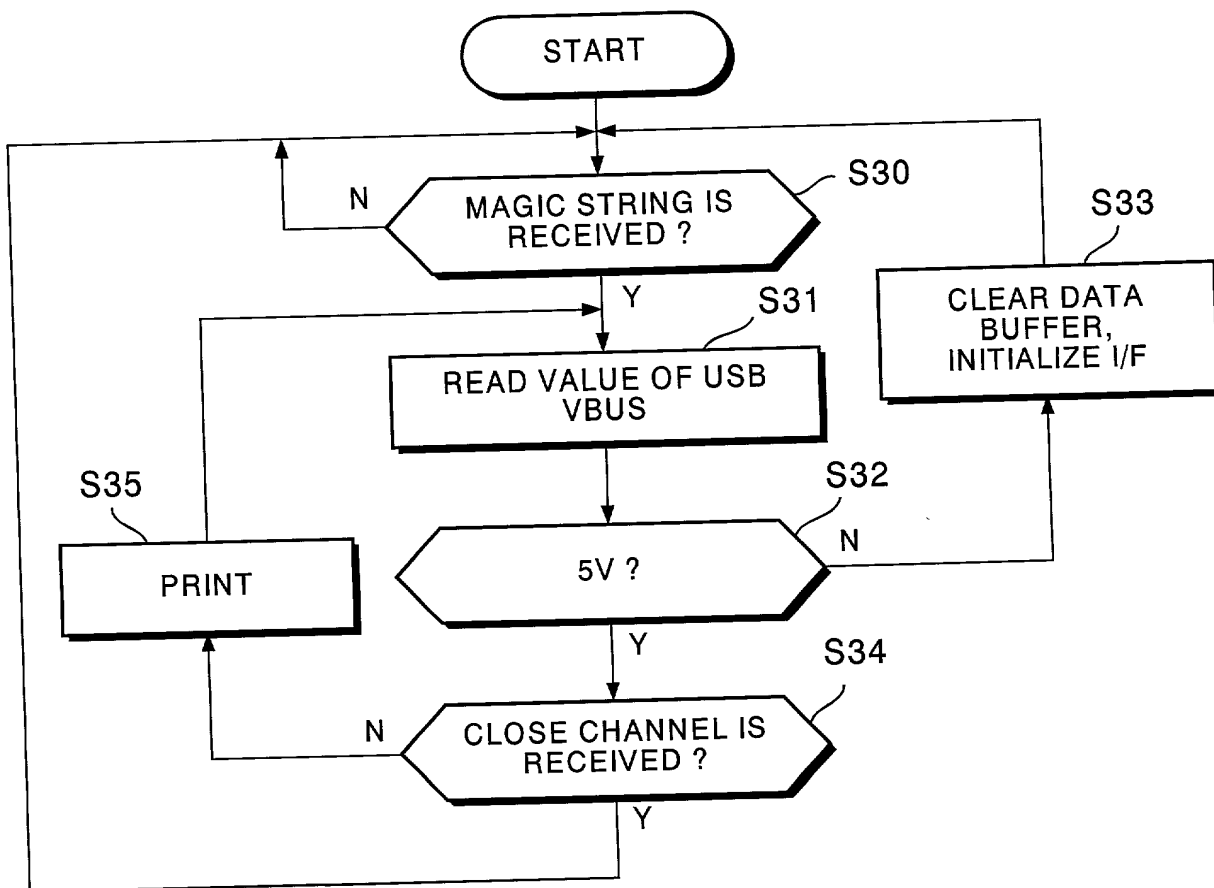 START
S30
N
MAGIC STRING IS
RECEIVED ?
S33
Y
S31
CLEAR DATA
BUFFER,
INITIALIZE I/F
READ VALUE OF USB
VBUS
S35
S32
N
PRINT
5V ?
Y
S34
N
CLOSE CHANNEL IS
RECEIVED ?
Y